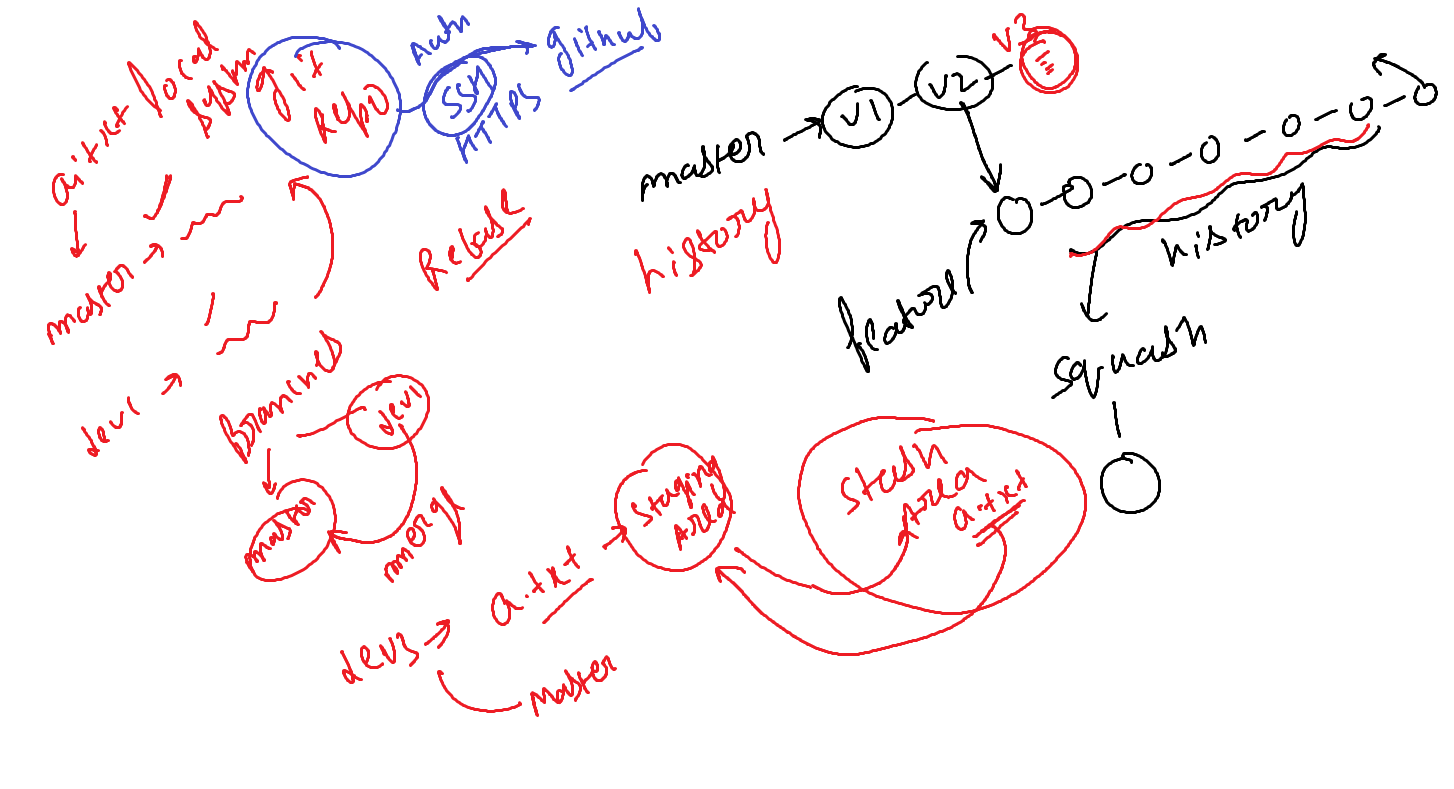 a.txt local
system
git
repo
Auth
SSH
HTTPS
github
master
dev1
Branches
dev1
master
merge
Rebase
master
V1
V2
V3
history
feature
history
squash
dev3
a.txt
master
Staging
Area
Stash
Area
a.txt